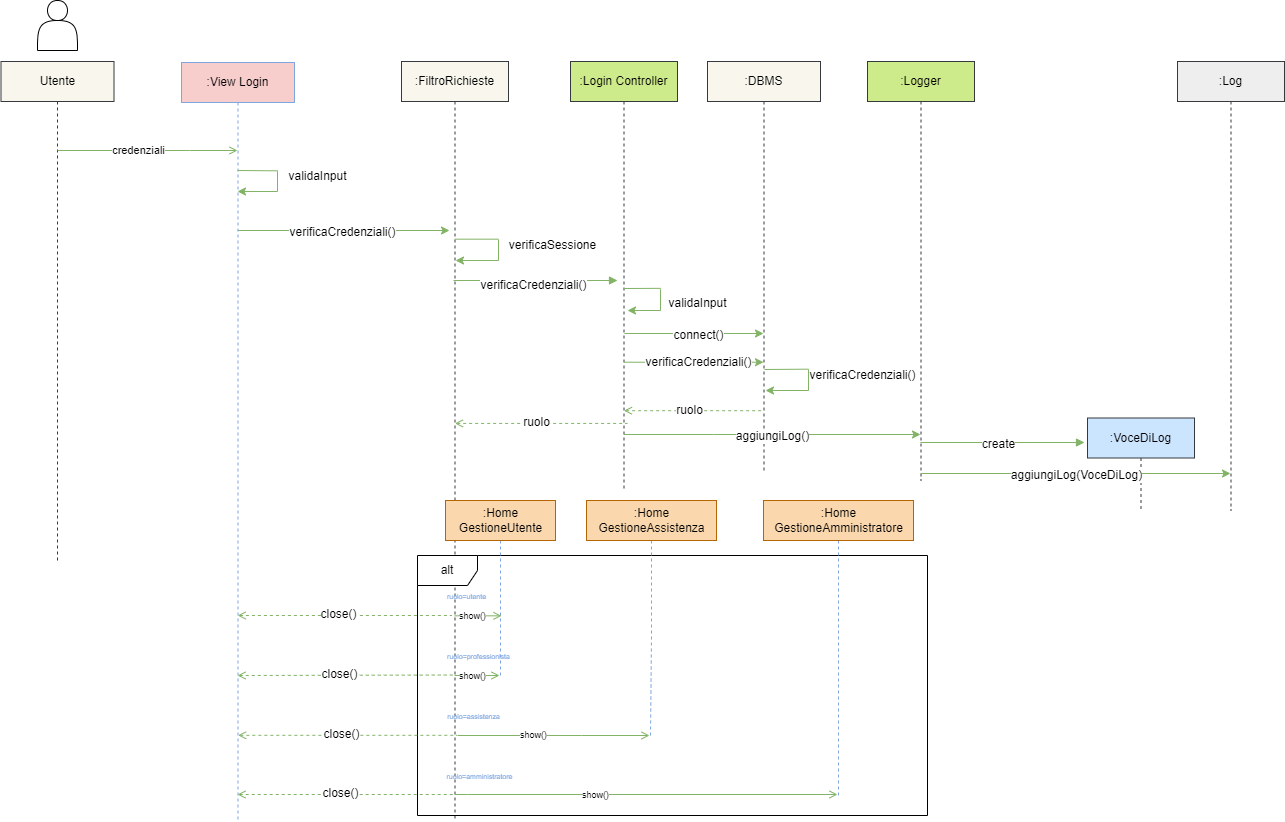 Utente
:View Login
:FiltroRichieste
:Login Controller
:DBMS
:Logger
:Log
credenziali
validaInput
verificaCredenziali()
verificaSessione
verificaCredenziali()
validaInput
connect()
verificaCredenziali()
verificaCredenziali()
ruolo
ruolo
aggiungiLog()
create
:VoceDiLog
aggiungiLog(VoceDiLog)
:Home
GestioneUtente
:Home
GestioneAssistenza
:Home
GestioneAmministratore
alt
ruolo=utente
close()
show()
ruolo=professionista
close()
show()
ruolo=assistenza
close()
show()
ruolo=amministratore
close()
show()